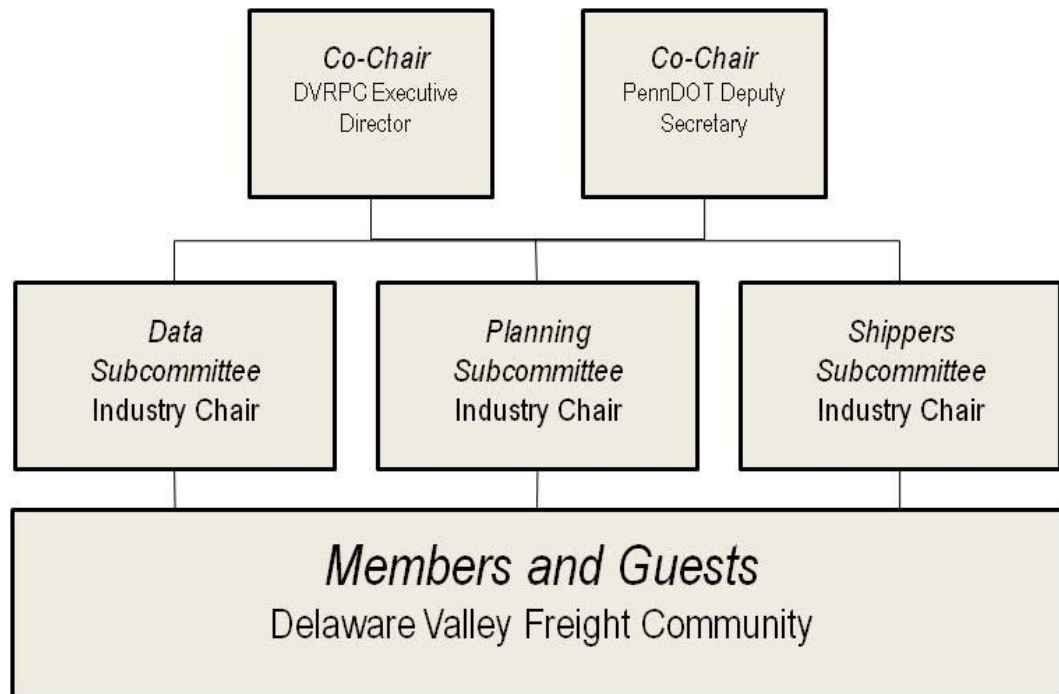 Co-Chair
DVRPC Executive
Director
Co-Chair
PennDOT Deputy
Secretary
Data
Subcommittee
Industry Chair
Planning
Subcommittee
Industry Chair
Shippers
Subcommittee
Industry Chair
Members and Guests
Delaware Valley Freight Community